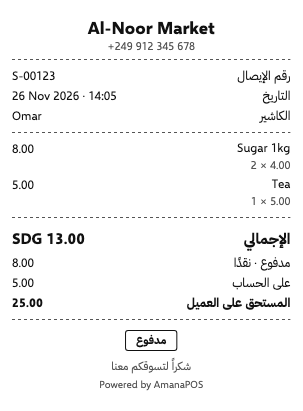 Al-Noor Market
+249 912 345 678
رقم الإيصال S-00123
التاريخ 26 Nov 2026 · 14:05
الكاشير Omar
Sugar 1kg 8.00
2 × 4.00
Tea 5.00
1 × 5.00
الإجمالي SDG 13.00
مدفوع · نقدًا 8.00
على الحساب 5.00
المستحق على العميل 25.00
مدفوع
شكراً لتسوقكم معنا
Powered by AmanaPOS